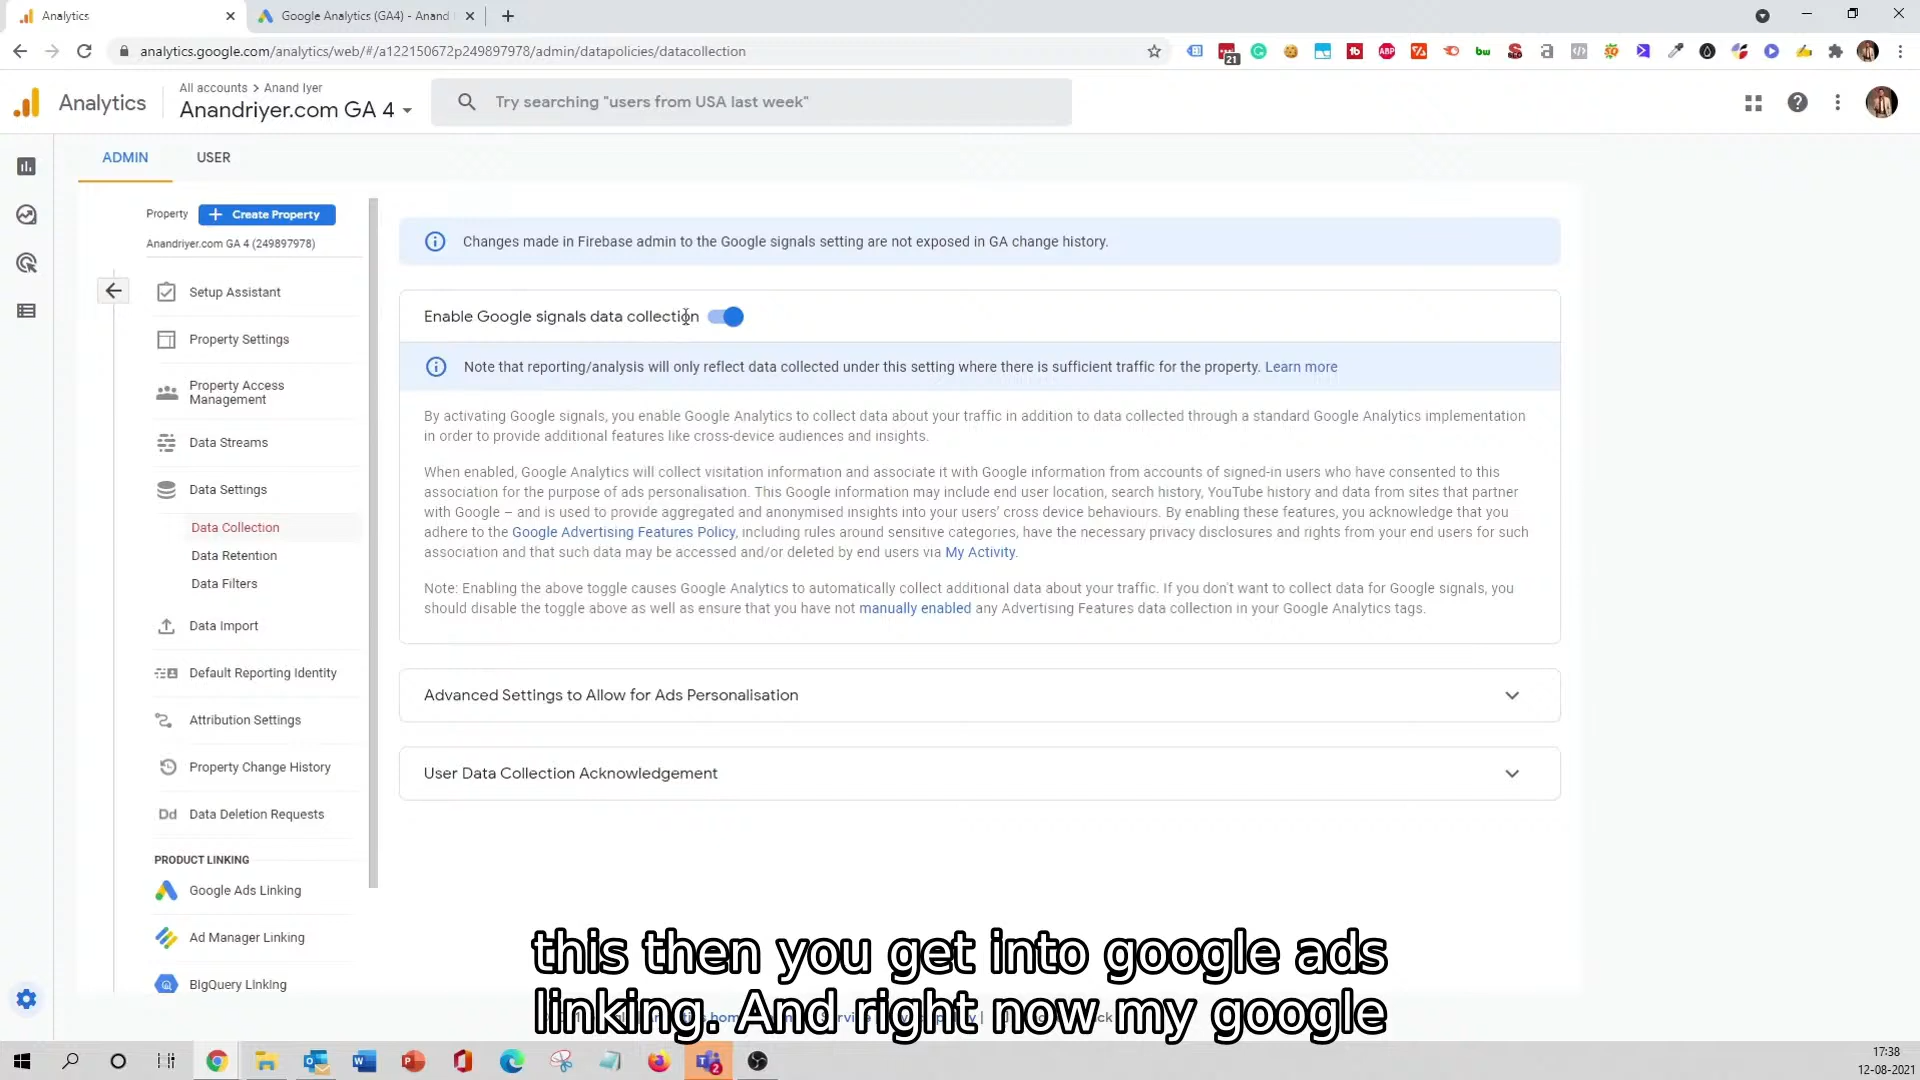 Analytics
Google Analytics (GA4) - Anand
analytics.google.com/analytics/web/#/a122150672p249897978/admin/datapolicies/datacollection
21
ABP
bw
Analytics
All accounts > Anand Iyer
Anandriyer.com GA 4
Try searching "users from USA last week"
ADMIN
USER
Property
Create Property
Anandriyer.com GA 4 (249897978)
Setup Assistant
Property Settings
Property Access
Management
Data Streams
Data Settings
Data Collection
Data Retention
Data Filters
Data Import
Default Reporting Identity
Attribution Settings
Property Change History
Dd Data Deletion Requests
PRODUCT LINKING
Google Ads Linking
Ad Manager Linking
BigQuery Linking
Changes made in Firebase admin to the Google signals setting are not exposed in GA change history.
Enable Google signals data collection
Note that reporting/analysis will only reflect data collected under this setting where there is sufficient traffic for the property. Learn more
By activating Google signals, you enable Google Analytics to collect data about your traffic in addition to data collected through a standard Google Analytics implementation
in order to provide additional features like cross-device audiences and insights.
When enabled, Google Analytics will collect visitation information and associate it with Google information from accounts of signed-in users who have consented to this
association for the purpose of ads personalisation. This Google information may include end user location, search history, YouTube history and data from sites that partner
with Google – and is used to provide aggregated and anonymised insights into your users' cross device behaviours. By enabling these features, you acknowledge that you
adhere to the Google Advertising Features Policy, including rules around sensitive categories, have the necessary privacy disclosures and rights from your end users for such
association and that such data may be accessed and/or deleted by end users via My Activity.
Note: Enabling the above toggle causes Google Analytics to automatically collect additional data about your traffic. If you don't want to collect data for Google signals, you
should disable the toggle above as well as ensure that you have not manually enabled any Advertising Features data collection in your Google Analytics tags.
Advanced Settings to Allow for Ads Personalisation
User Data Collection Acknowledgement
this then you get into google ads
linking. And right now my google
17:38
12-08-2021